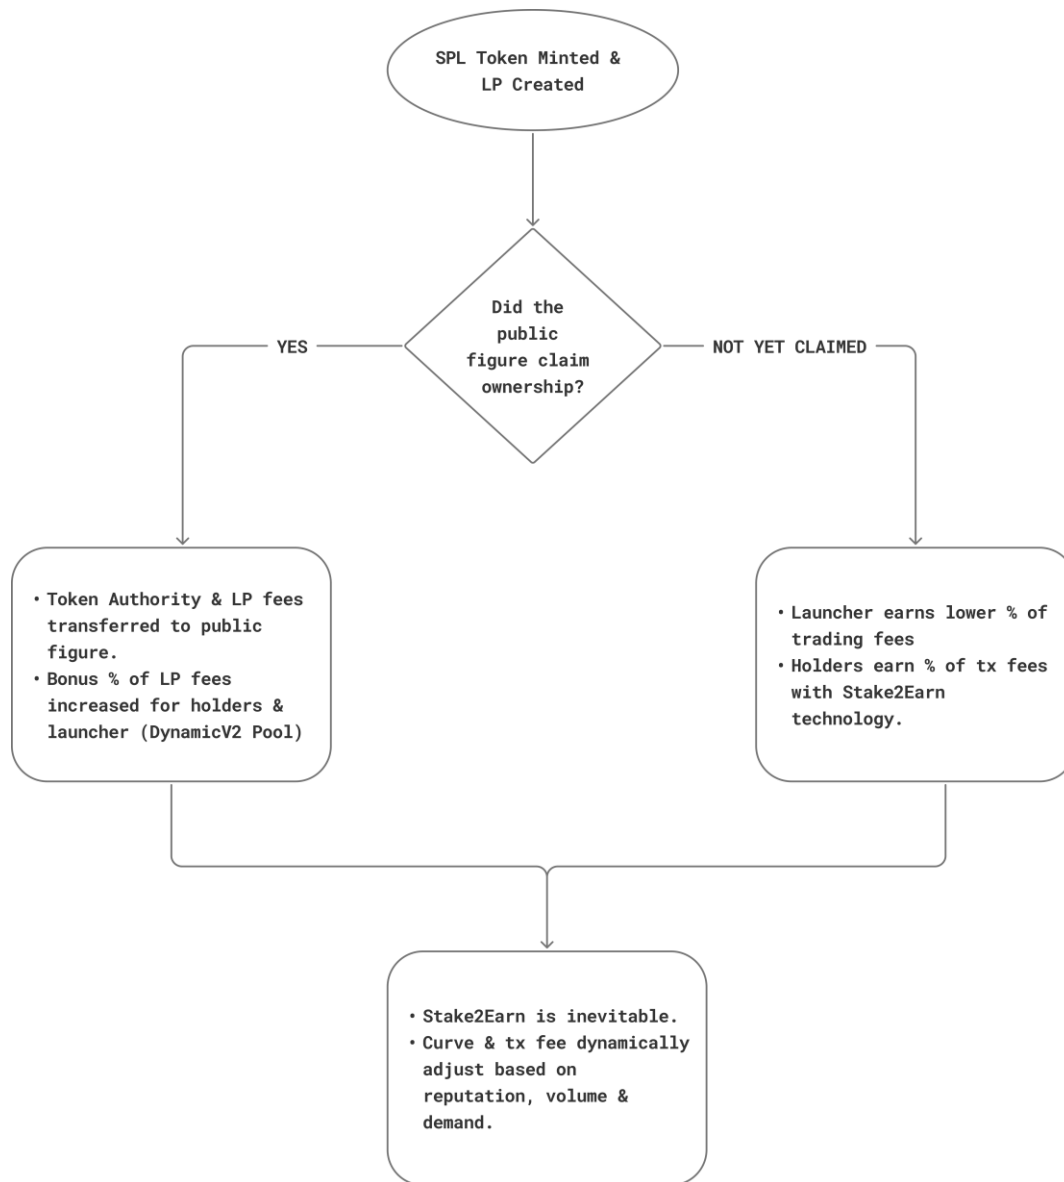 SPL Token Minted &
LP Created
Did the
public
figure claim
ownership?
YES
NOT YET CLAIMED
• Token Authority & LP fees
transferred to public
figure.
• Bonus % of LP fees
increased for holders &
launcher (DynamicV2 Pool)
• Launcher earns lower % of
trading fees
• Holders earn % of tx fees
with Stake2Earn
technology.
• Stake2Earn is inevitable.
• Curve & tx fee dynamically
adjust based on
reputation, volume &
demand.